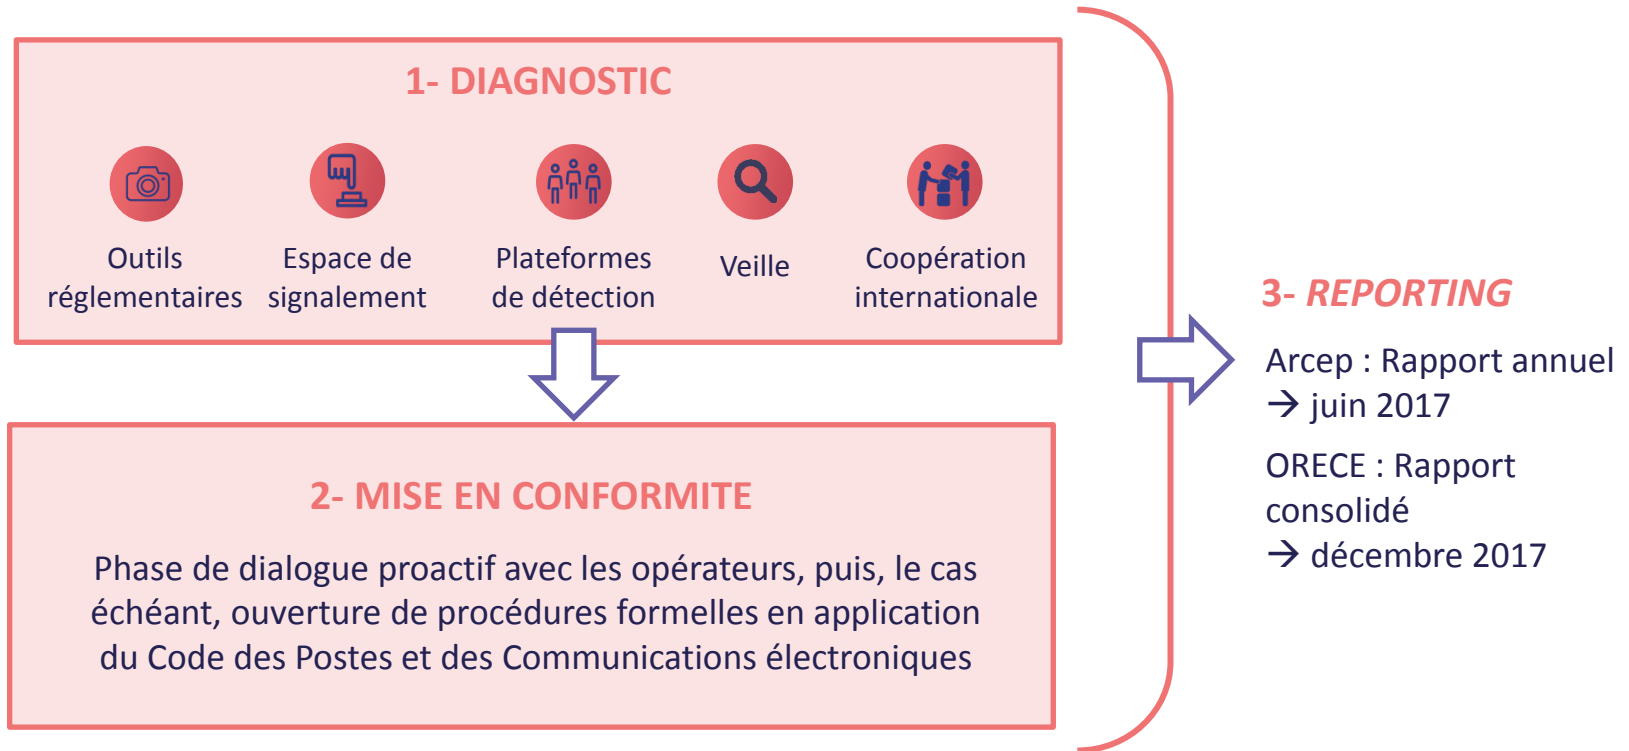 1- DIAGNOSTIC
Outils
réglementaires
Espace de
signalement
Plateformes
de détection
Veille
Coopération
internationale
2- MISE EN CONFORMITE
Phase de dialogue proactif avec les opérateurs, puis, le cas
échéant, ouverture de procédures formelles en application
du Code des Postes et des Communications électroniques
3- REPORTING
Arcep : Rapport annuel
→ juin 2017
ORECE : Rapport
consolidé
→ décembre 2017